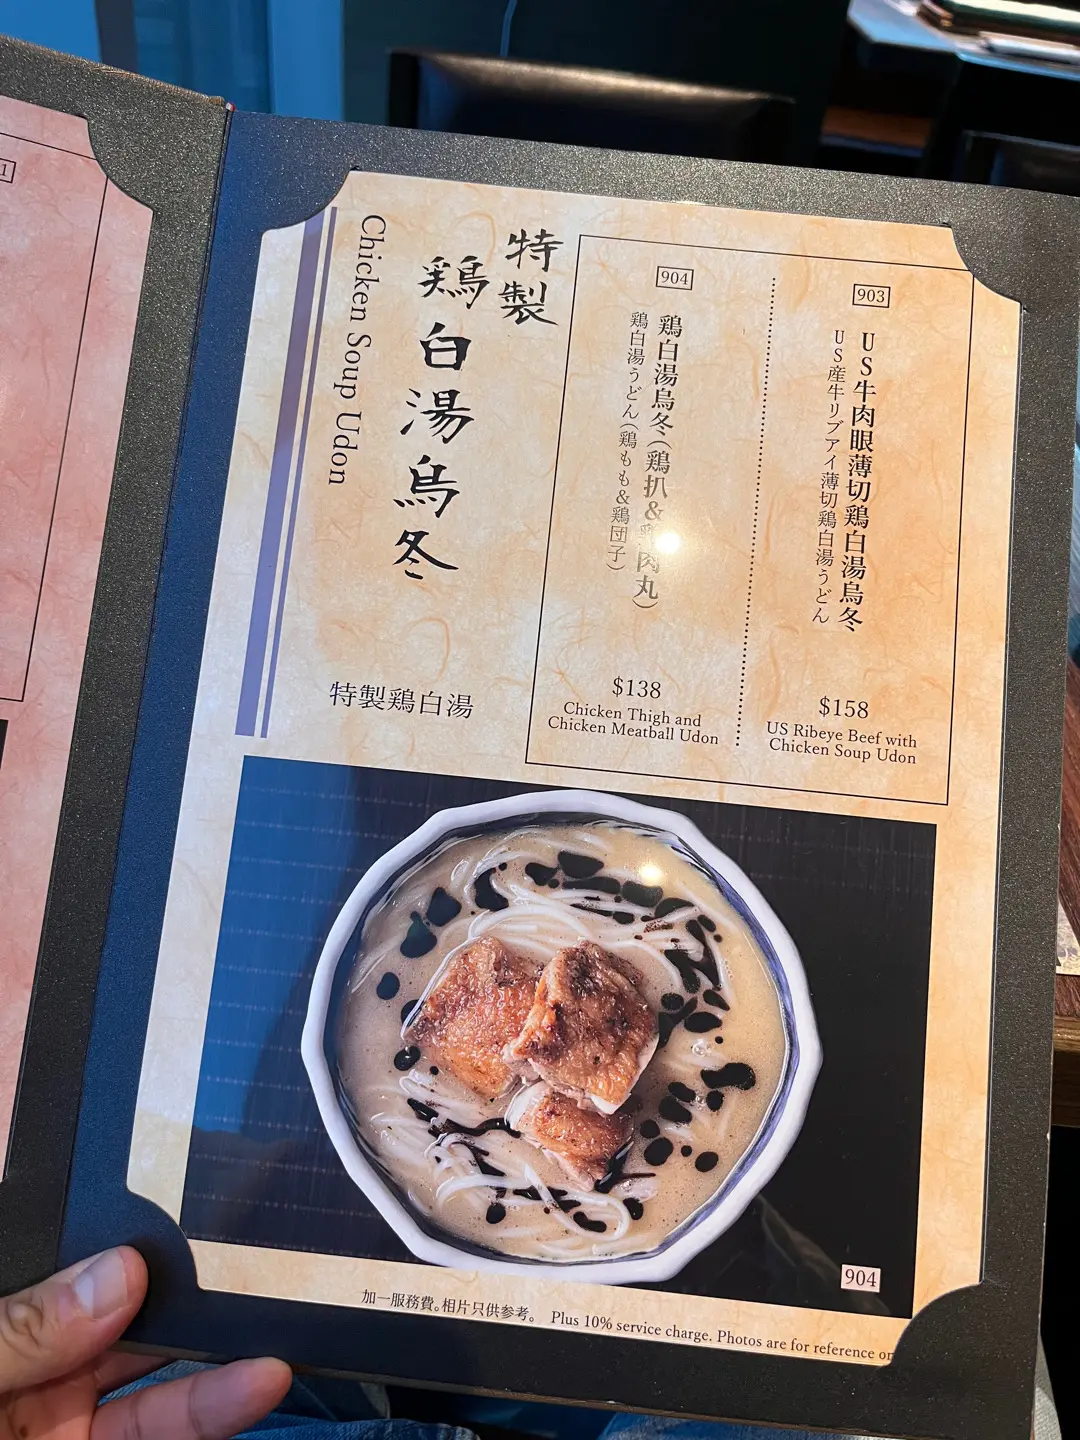 特製
鶏白湯烏冬
Chicken Soup Udon
特製鶏白湯
903
US牛肉眼薄切鶏白湯烏冬
US産牛リブアイ薄切鶏白湯うどん
$158
US Ribeye Beef with
Chicken Soup Udon
904
鶏白湯烏冬(鶏扒&鶏肉丸)
鶏白湯うどん(鶏もも&鶏団子)
$138
Chicken Thigh and
Chicken Meatball Udon
904
加一服務費。相片只供参考。 Plus 10% service charge. Photos are for reference